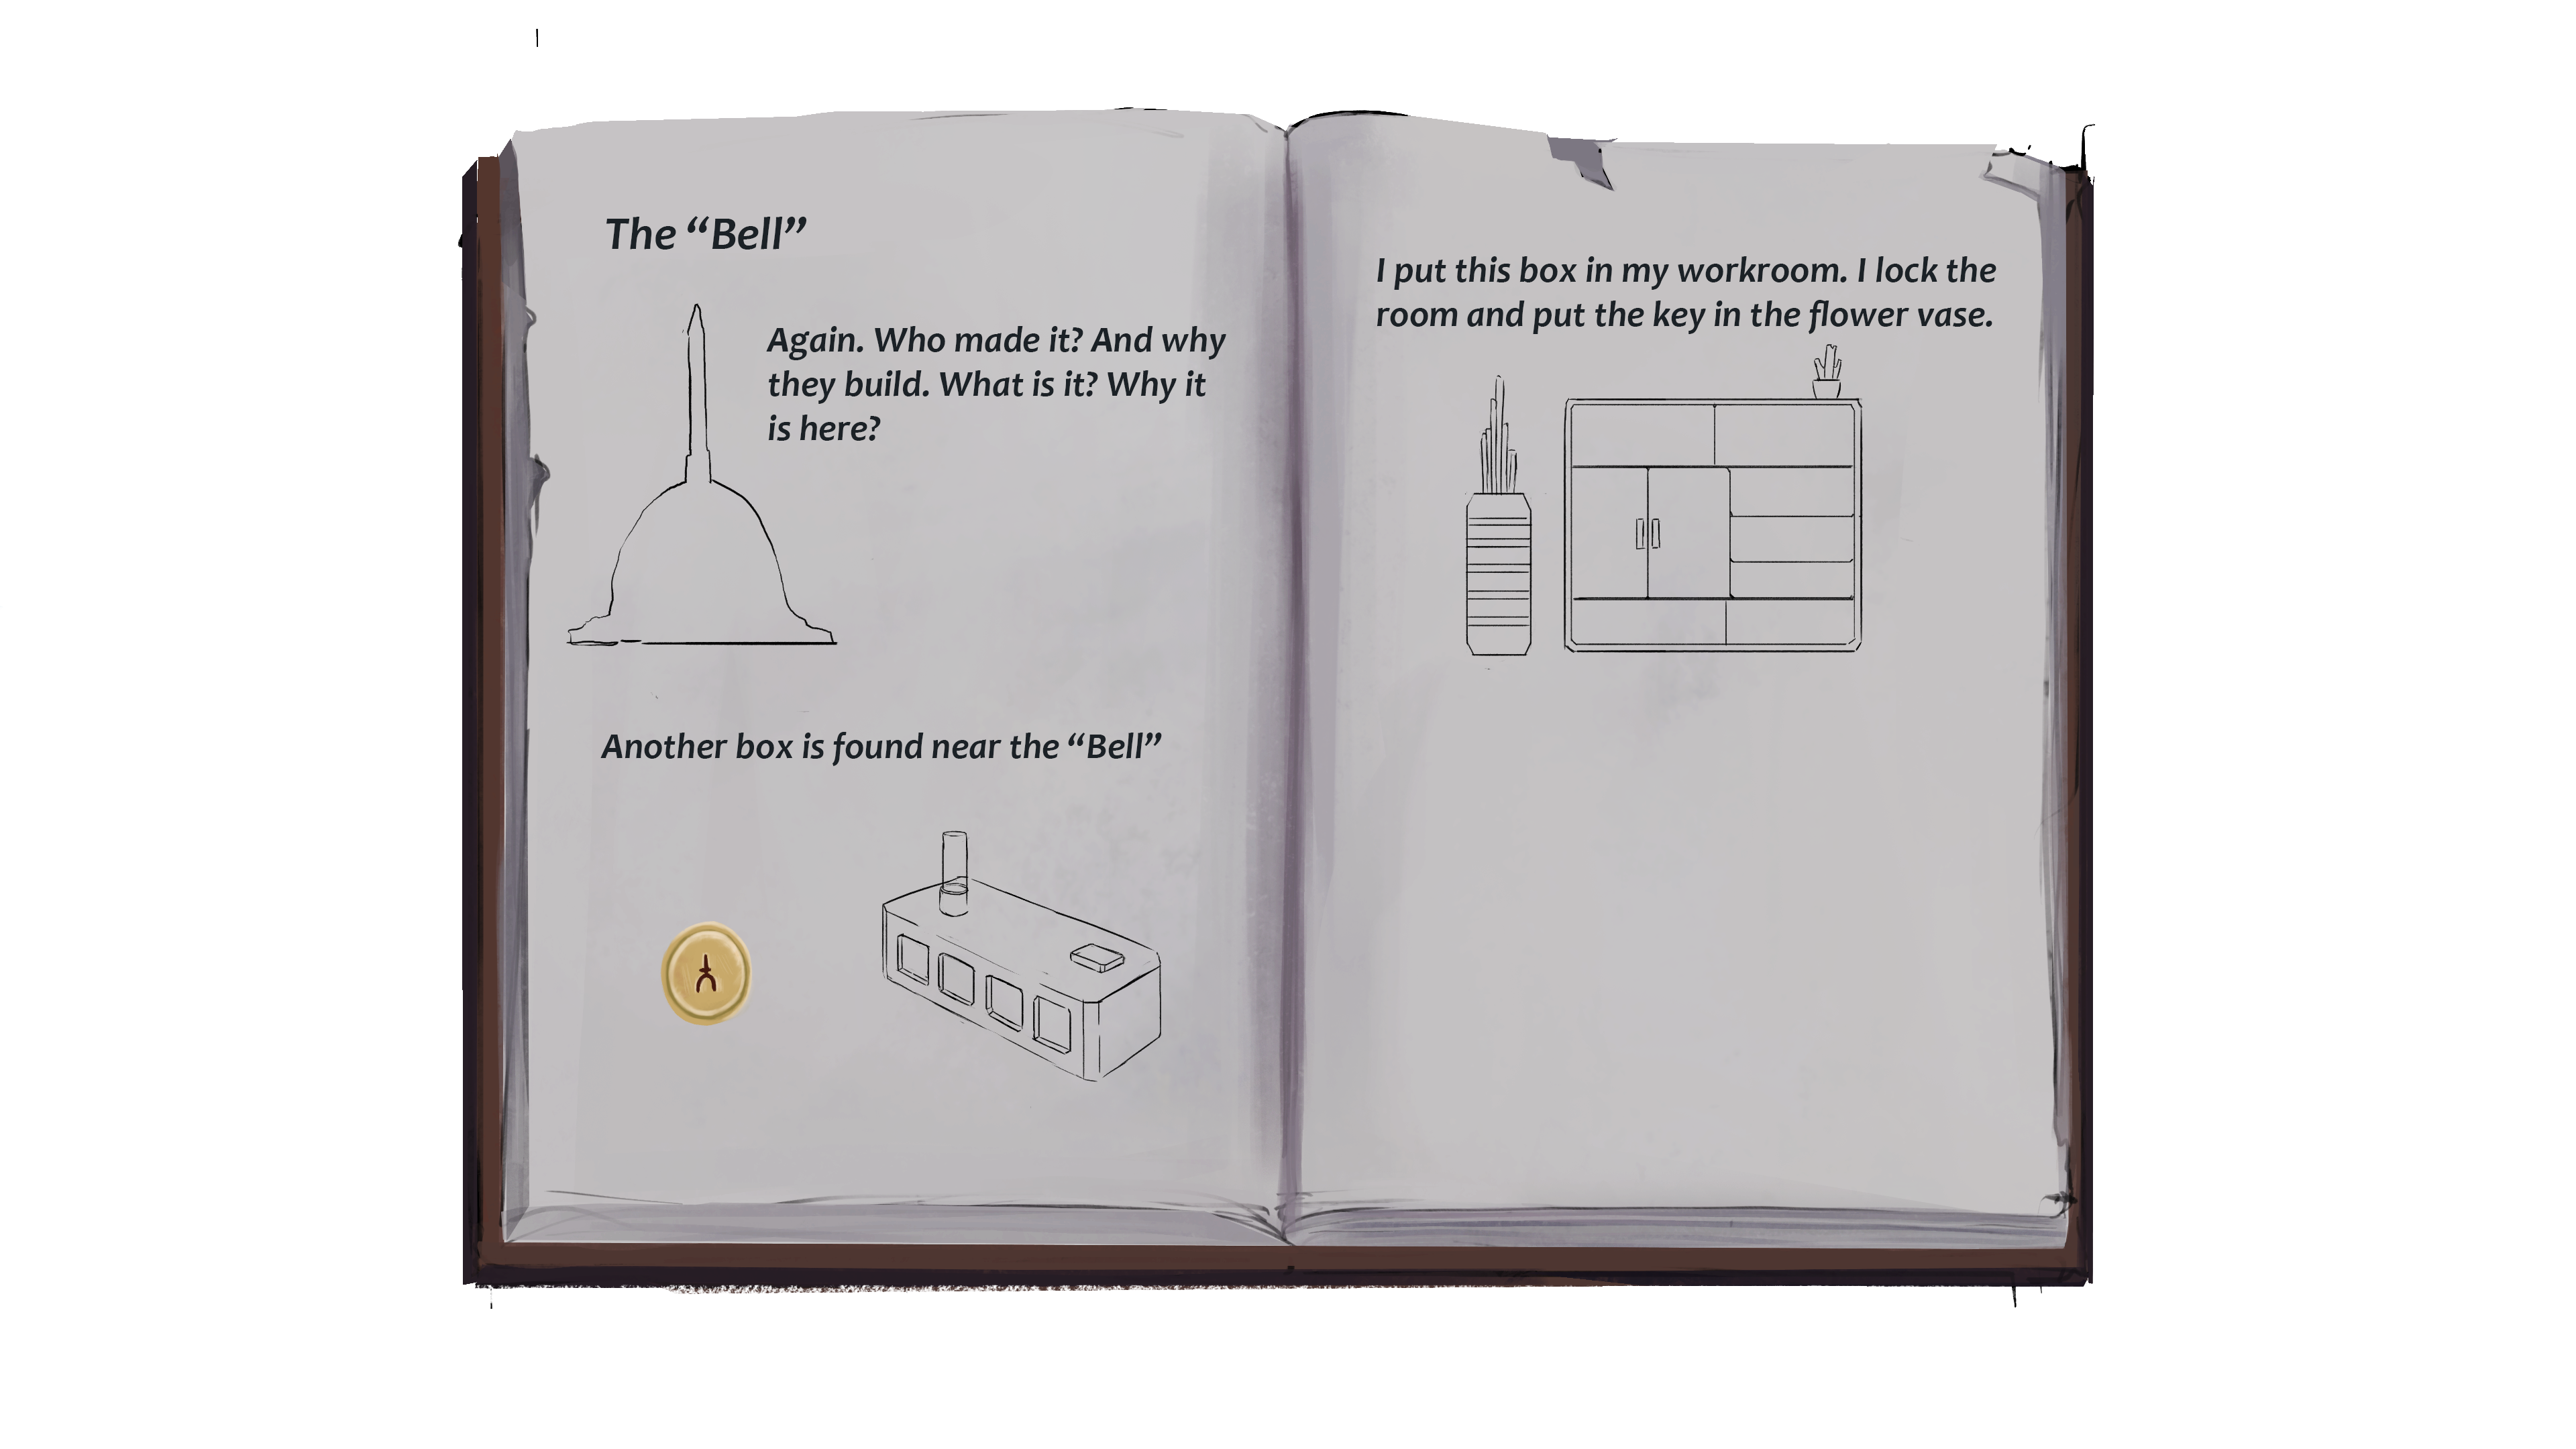 The “Bell”
Again. Who made it? And why
they build. What is it? Why it
is here?
Another box is found near the “Bell”
I put this box in my workroom. I lock the
room and put the key in the flower vase.